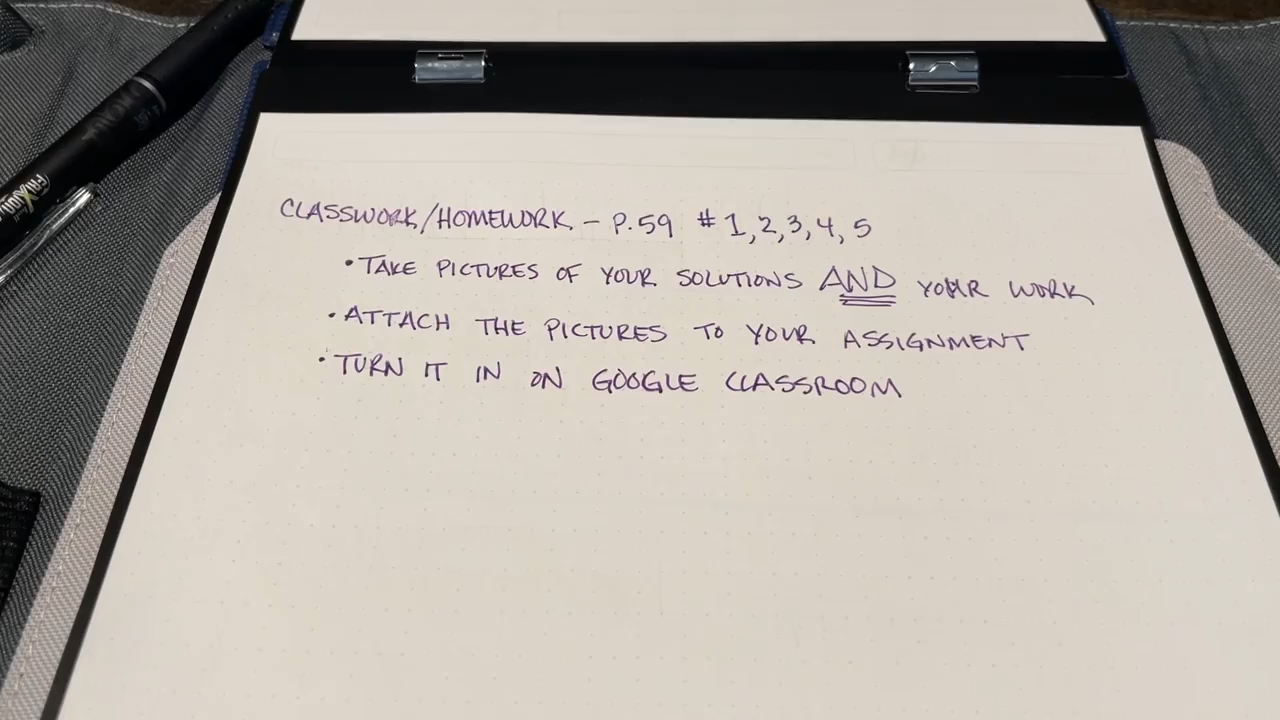 CLASSWORK/HOMEWORK - P.59 #1,2,3,4,5
• TAKE PICTURES OF YOUR SOLUTIONS AND YOUR WORK
• ATTACH THE PICTURES TO YOUR ASSIGNMENT
• TURN IT IN ON GOOGLE CLASSROOM